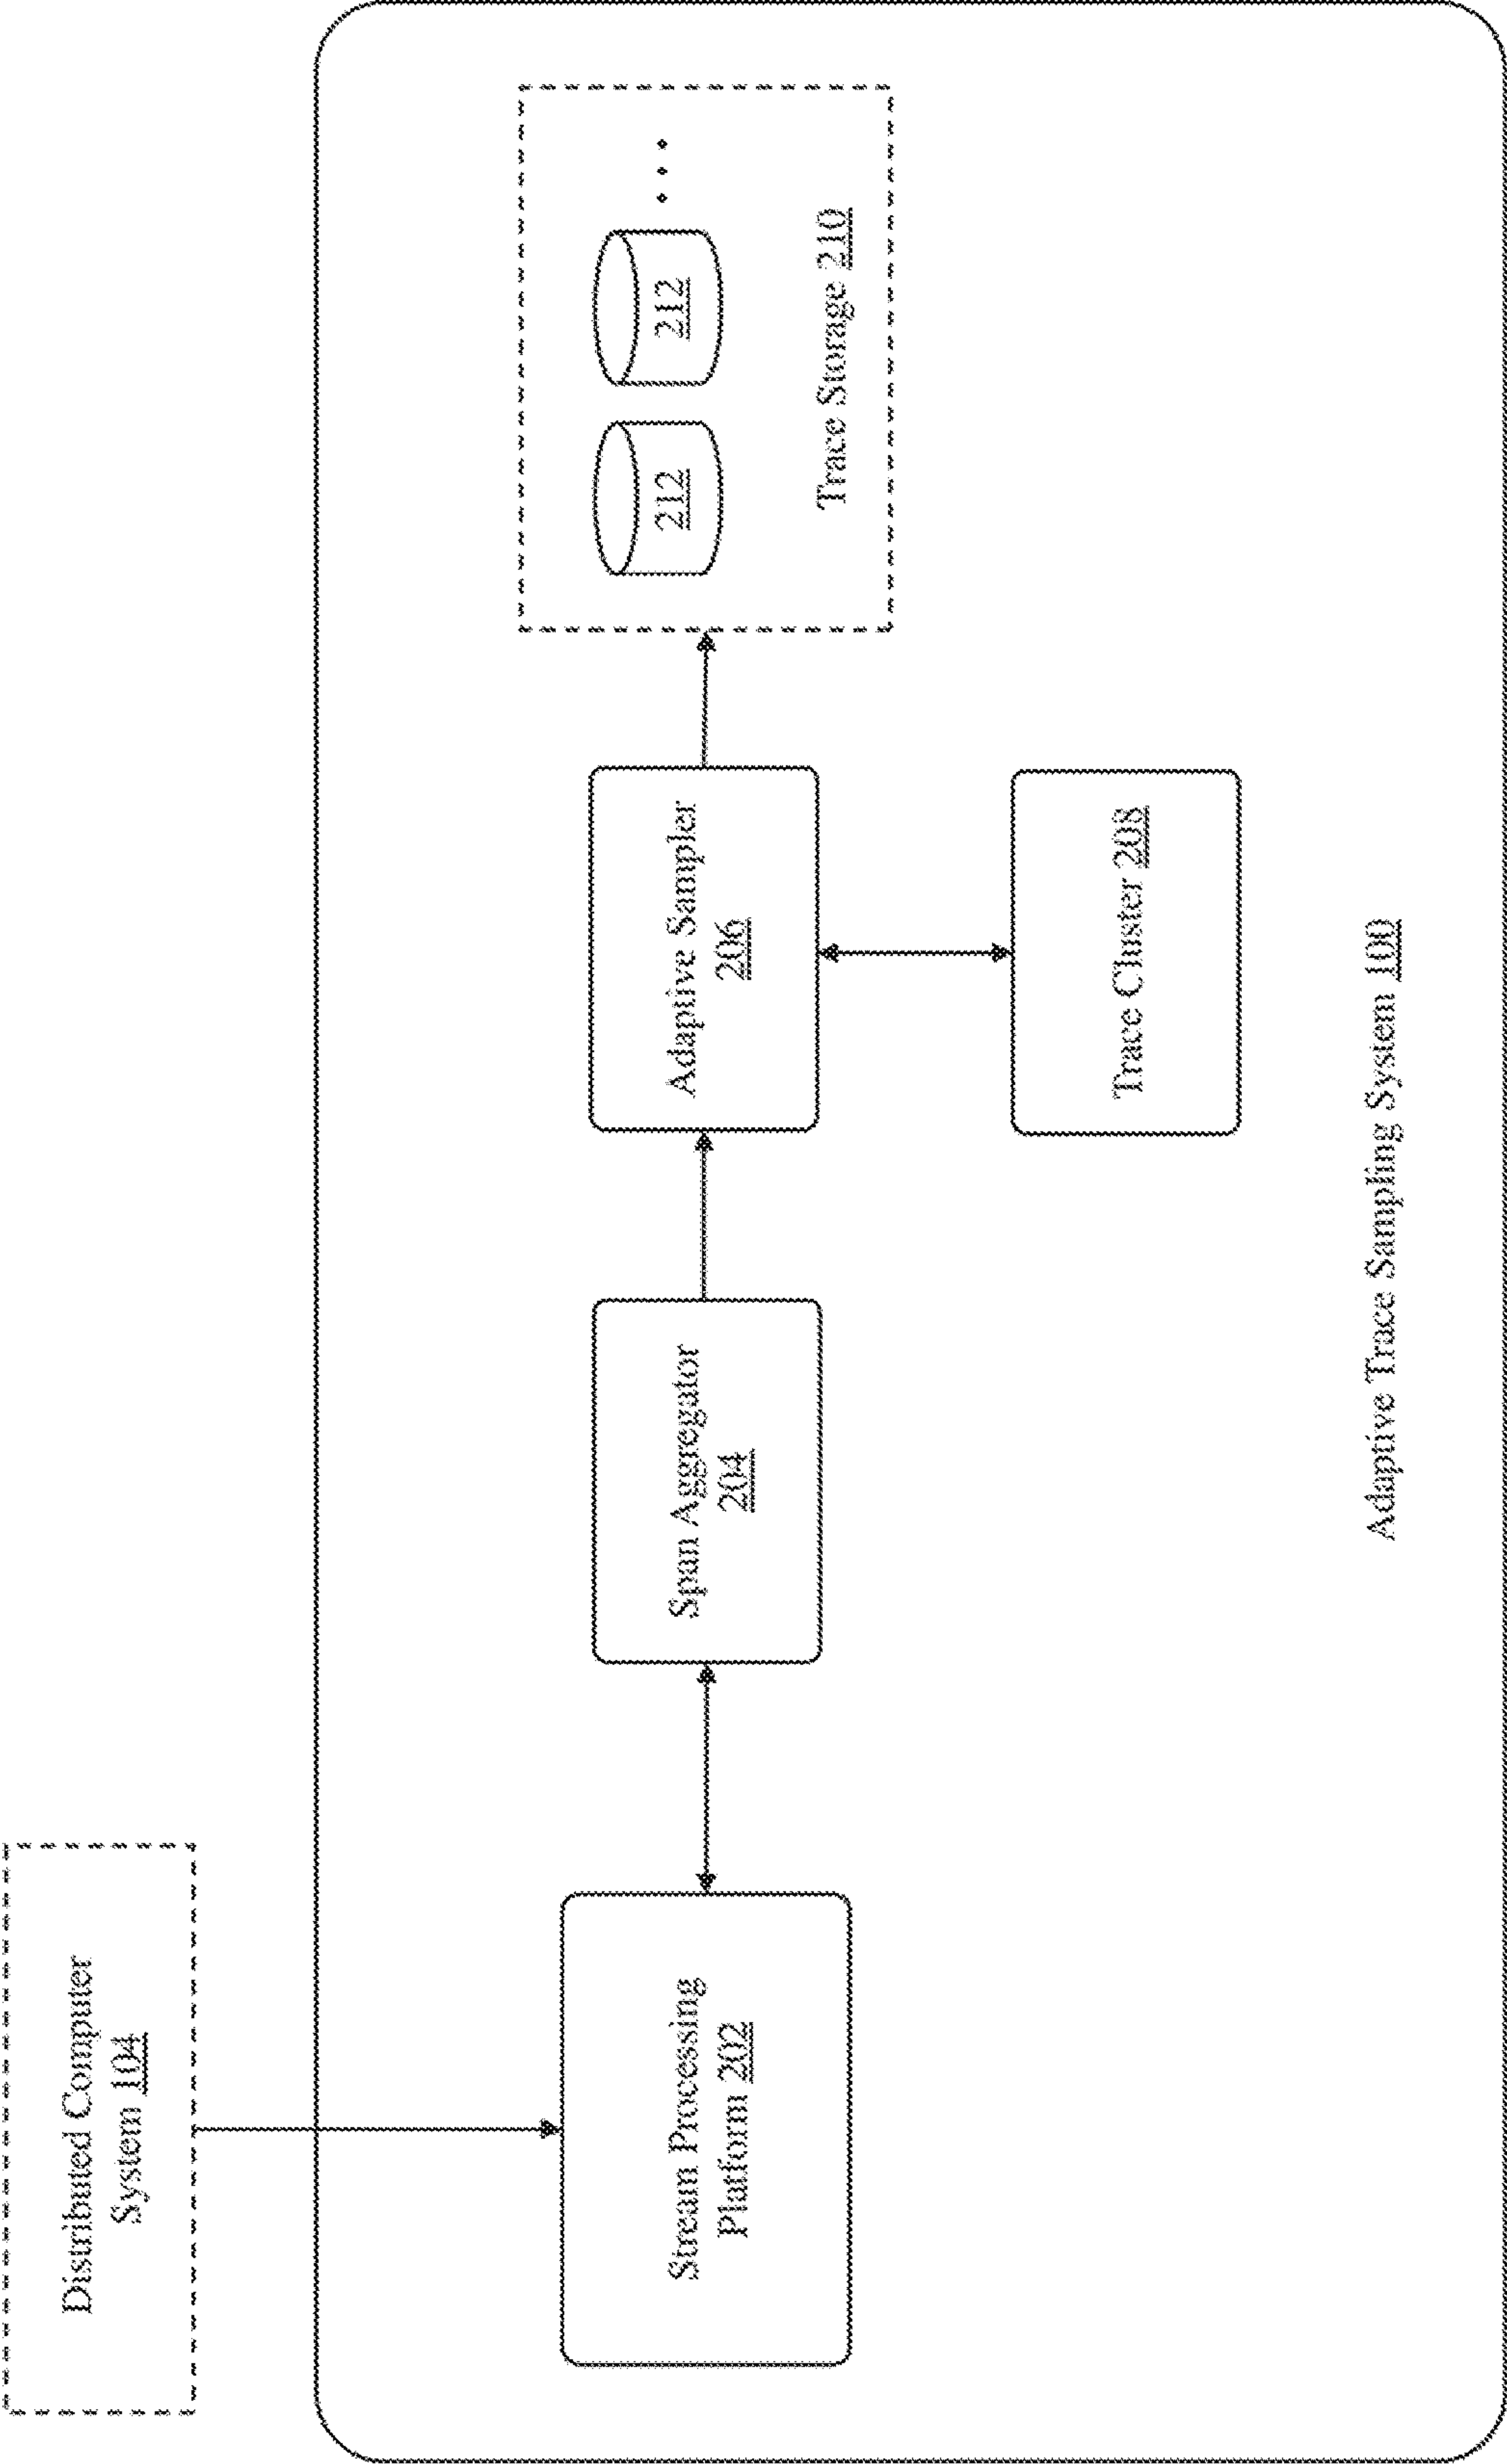 Distributed Computer
System 104
Stream Processing
Platform 202
Span Aggregator
204
Adaptive Sampler
206
Trace Cluster 208
212
212
Trace Storage 210
Adaptive Trace Sampling System 100